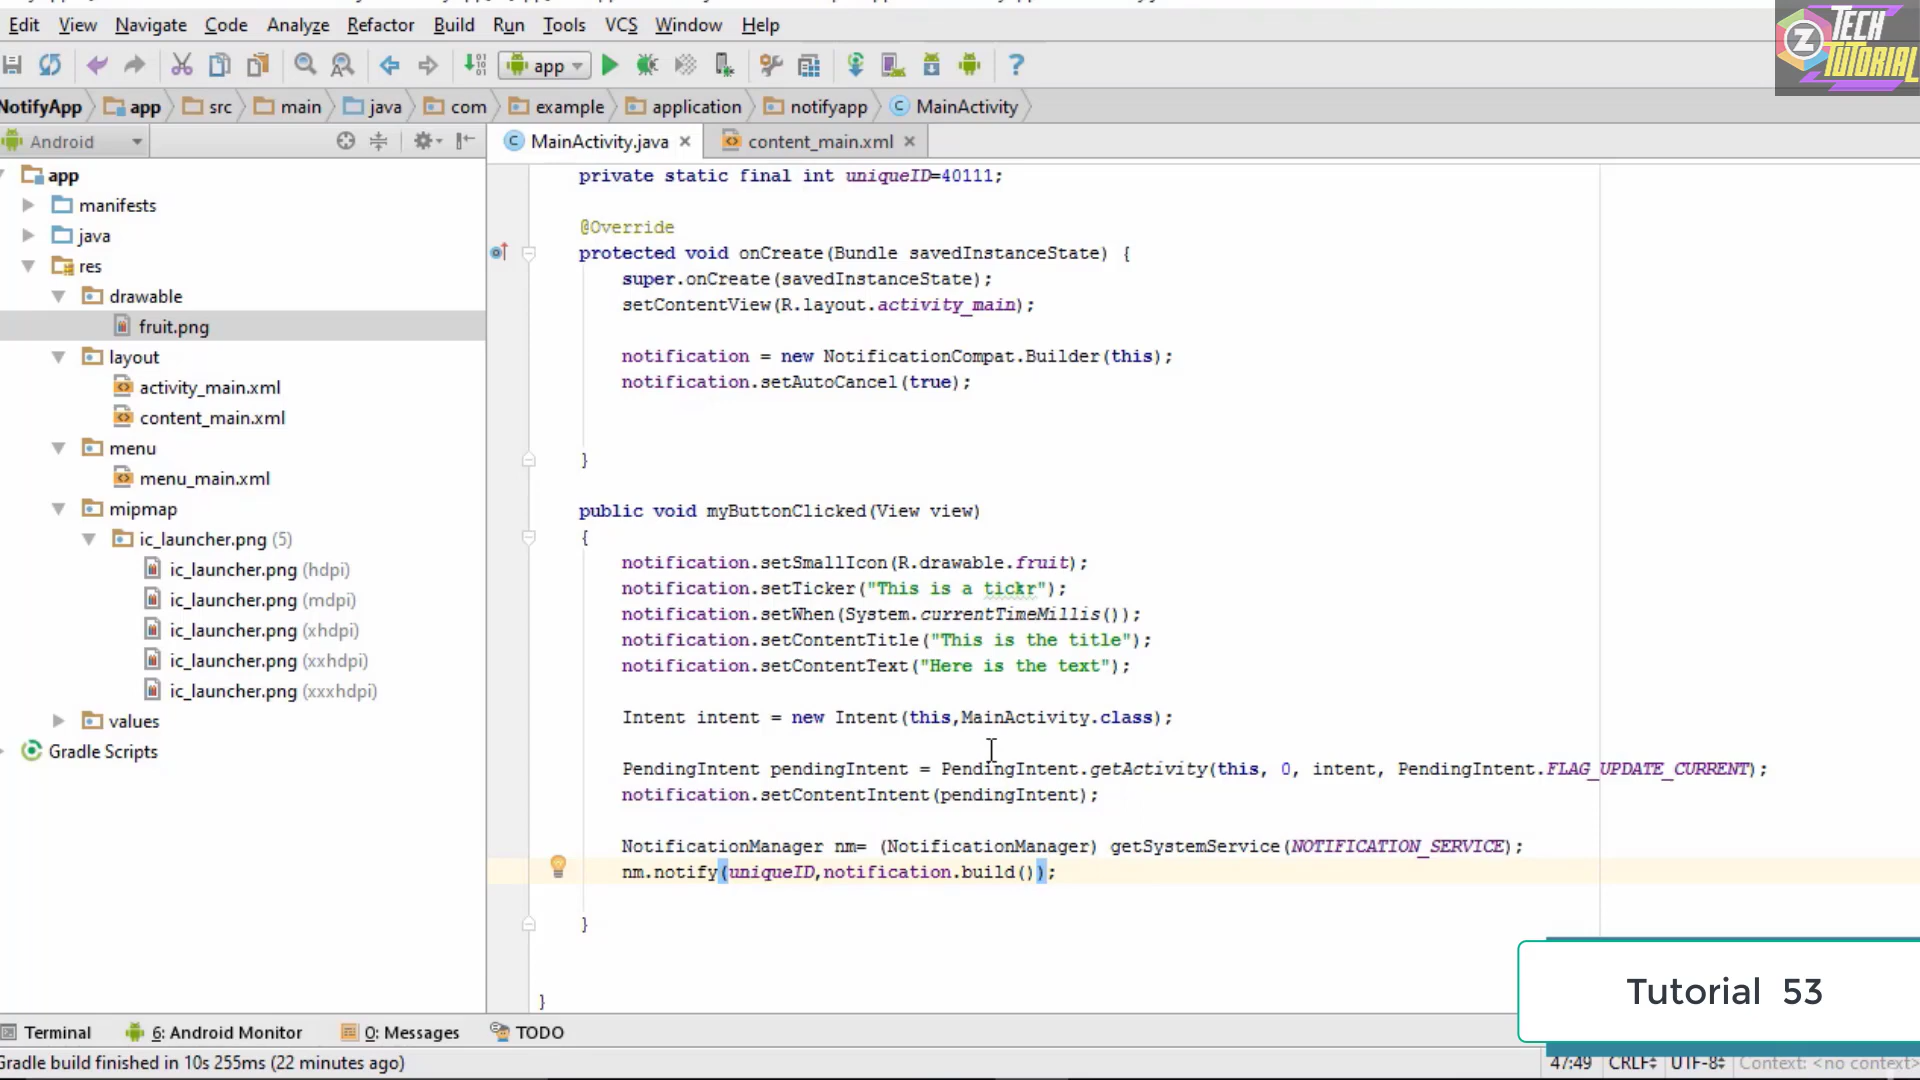 Edit View Navigate Code Analyze Refactor Build Run Tools VCS Window Help
Z TECH TUTORIAL
app
NotifyApp app src main java com example application notifyapp MainActivity
Android
MainActivity.java content_main.xml
app
manifests
java
res
drawable
fruit.png
layout
activity_main.xml
content_main.xml
menu
menu_main.xml
mipmap
ic_launcher.png (5)
ic_launcher.png (hdpi)
ic_launcher.png (mdpi)
ic_launcher.png (xhdpi)
ic_launcher.png (xxhdpi)
ic_launcher.png (xxxhdpi)
values
Gradle Scripts
private static final int uniqueID=40111;
@Override
protected void onCreate(Bundle savedInstanceState) {
super.onCreate(savedInstanceState);
setContentView(R.layout.activity_main);
notification = new NotificationCompat.Builder(this);
notification.setAutoCancel(true);
}
public void myButtonClicked(View view)
{
notification.setSmallIcon(R.drawable.fruit);
notification.setTicker("This is a tickr");
notification.setWhen(System.currentTimeMillis());
notification.setContentTitle("This is the title");
notification.setContentText("Here is the text");
Intent intent = new Intent(this,MainActivity.class);
PendingIntent pendingIntent = PendingIntent.getActivity(this, 0, intent, PendingIntent.FLAG_UPDATE_CURRENT);
notification.setContentIntent(pendingIntent);
NotificationManager nm= (NotificationManager) getSystemService(NOTIFICATION_SERVICE);
nm.notify(uniqueID,notification.build());
}
}
Tutorial 53
Terminal 6: Android Monitor 0: Messages TODO
Gradle build finished in 10s 255ms (22 minutes ago)
47:49 CRLF UTF-8 Context: <no context>